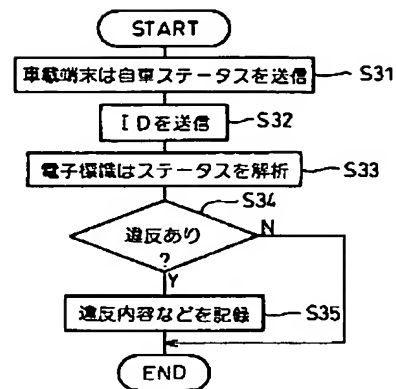 START
車載端末は自車ステータスを送信
S31
IDを送信
S32
電子標識はステータスを解析
S33
S34
違反あり
?
N
Y
違反内容などを記録
S35
END